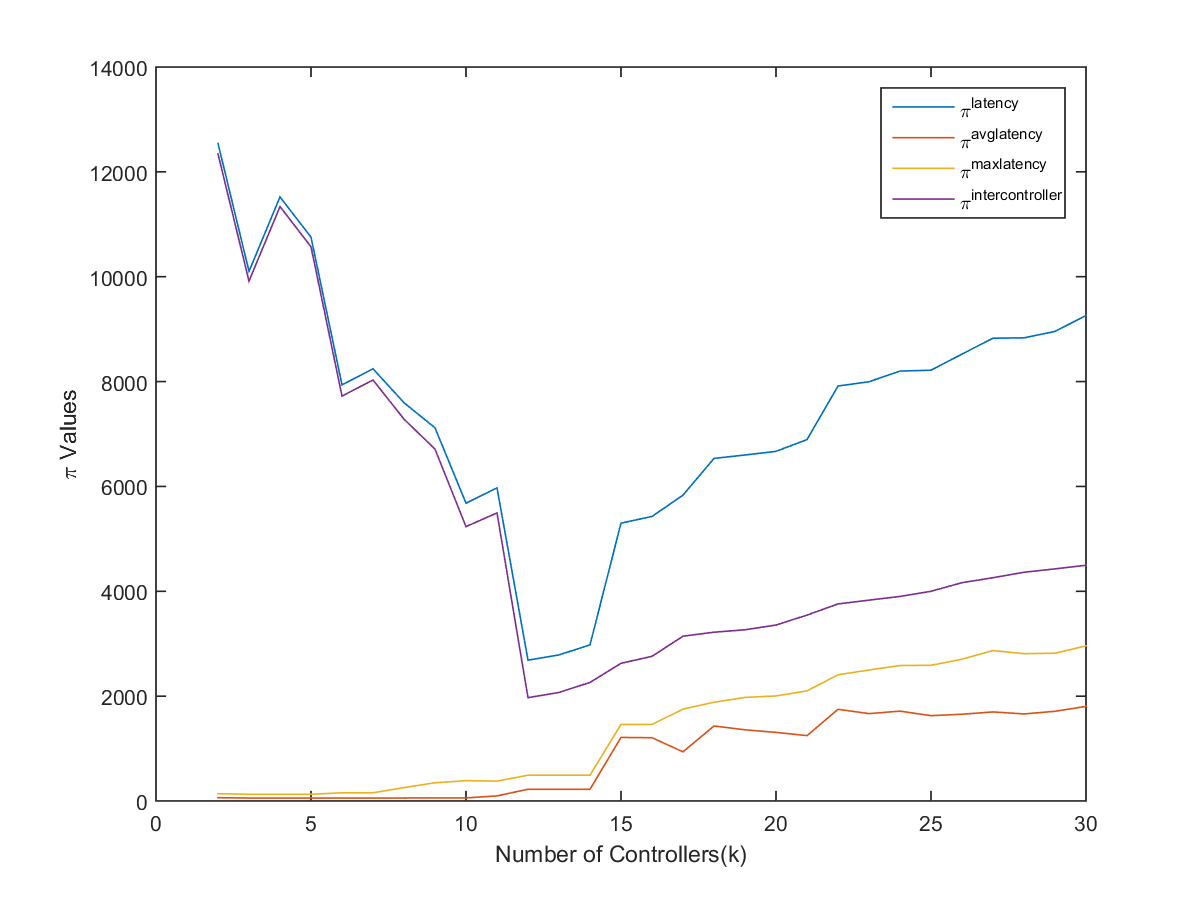 14000
12000
10000
8000
6000
4000
2000
0
π Values
0 5 10 15 20 25 30
Number of Controllers(k)
π^latency
π^avglatency
π^maxlatency
π^intercontroller